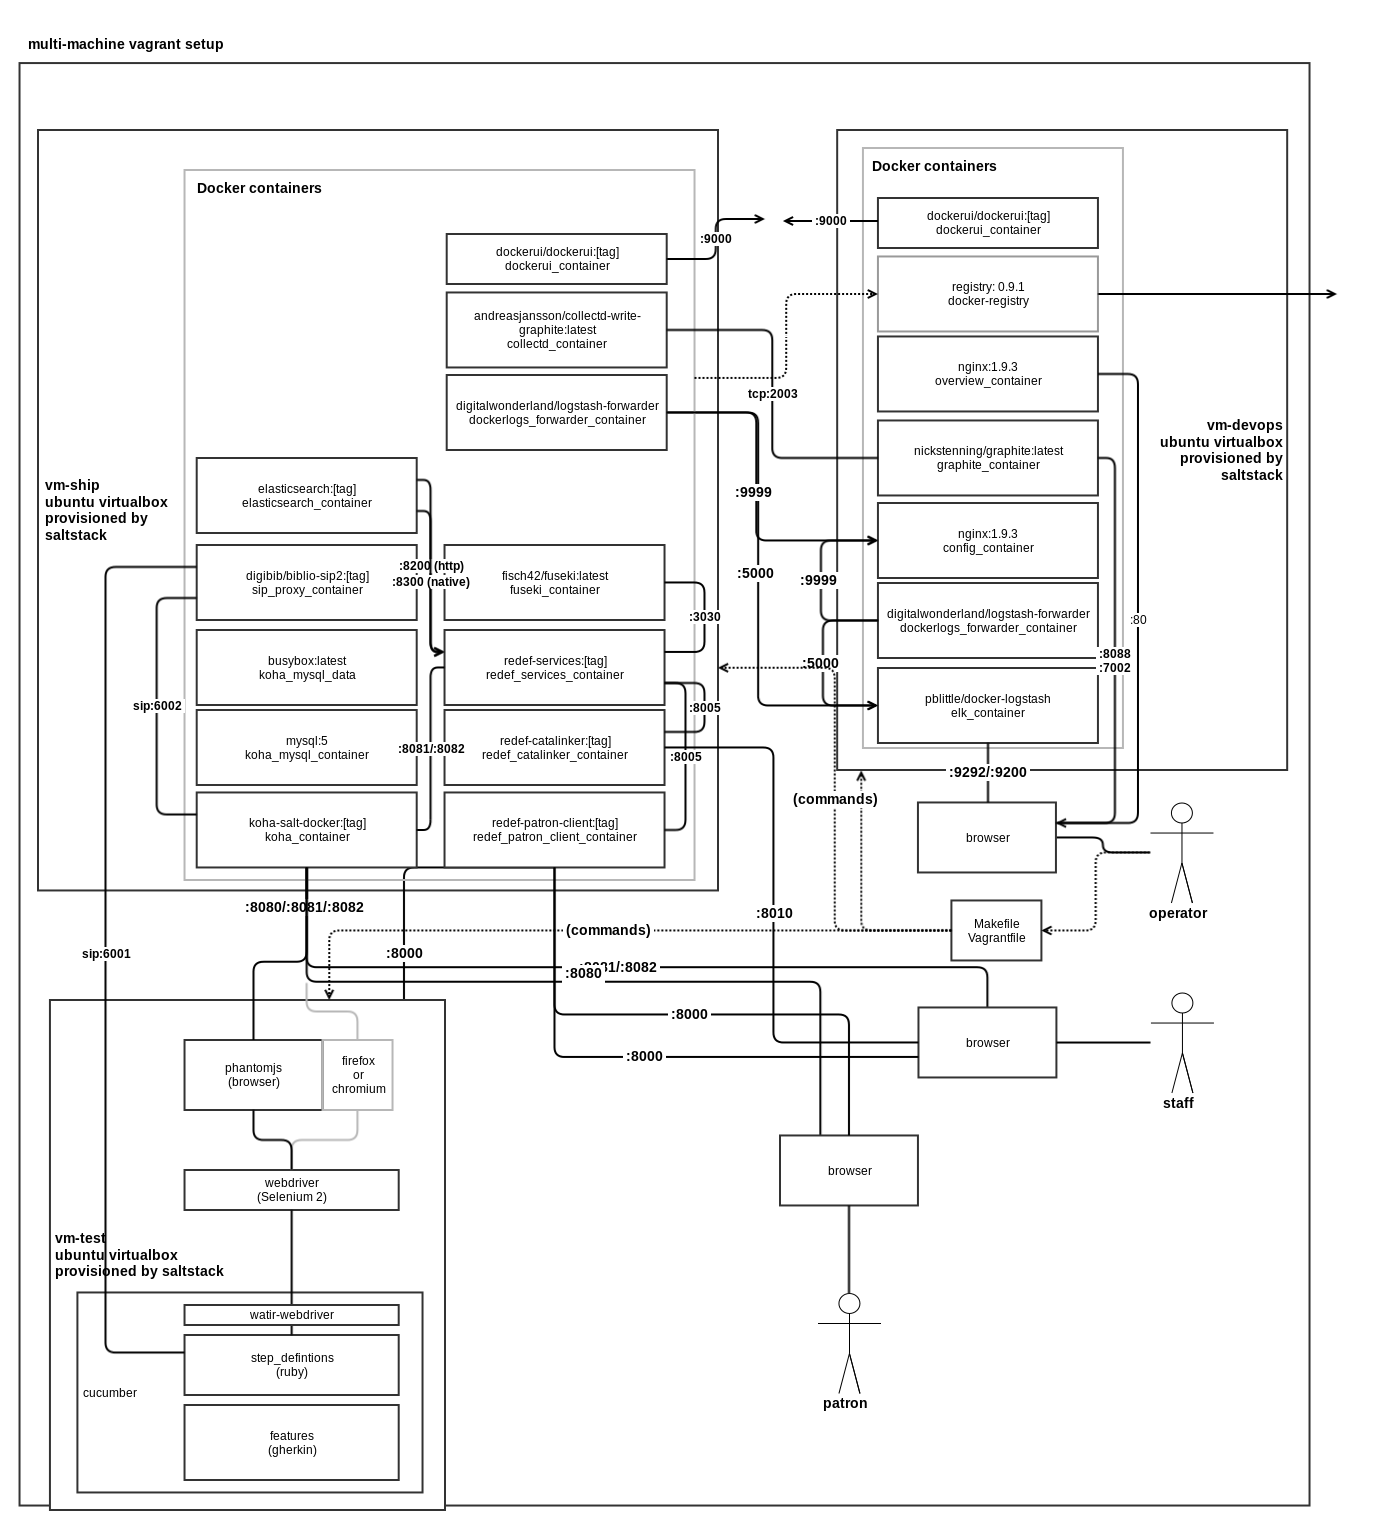 multi-machine vagrant setup
Docker containers
dockerui/dockerui:[tag]
dockerui_container
:9000
andreasjansson/collectd-write-
graphite:latest
collectd_container
tcp:2003
digitalwonderland/logstash-forwarder
dockerlogs_forwarder_container
:9999
:5000
vm-ship
ubuntu virtualbox
provisioned by
saltstack
elasticsearch:[tag]
elasticsearch_container
:8200 (http)
:8300 (native)
digibib/biblio-sip2:[tag]
sip_proxy_container
fisch42/fuseki:latest
fuseki_container
:3030
busybox:latest
koha_mysql_data
redef-services:[tag]
redef_services_container
sip:6002
:8005
mysql:5
koha_mysql_container
:8081/:8082
redef-catalinker:[tag]
redef_catalinker_container
:8005
koha-salt-docker:[tag]
koha_container
redef-patron-client:[tag]
redef_patron_client_container
Docker containers
:9000
dockerui/dockerui:[tag]
dockerui_container
registry: 0.9.1
docker-registry
nginx:1.9.3
overview_container
vm-devops
ubuntu virtualbox
provisioned by
saltstack
nickstenning/graphite:latest
graphite_container
nginx:1.9.3
config_container
:9999
digitalwonderland/logstash-forwarder
dockerlogs_forwarder_container
:80
:8088
:7002
:5000
pblittle/docker-logstash
elk_container
:9292/:9200
(commands)
browser
operator
Makefile
Vagrantfile
:8080/:8081/:8082
:8010
(commands)
sip:6001
:8000
:8081/:8082
:8080
:8000
:8000
browser
staff
phantomjs
(browser)
firefox
or
chromium
browser
patron
webdriver
(Selenium 2)
vm-test
ubuntu virtualbox
provisioned by saltstack
watir-webdriver
step_defintions
(ruby)
cucumber
features
(gherkin)